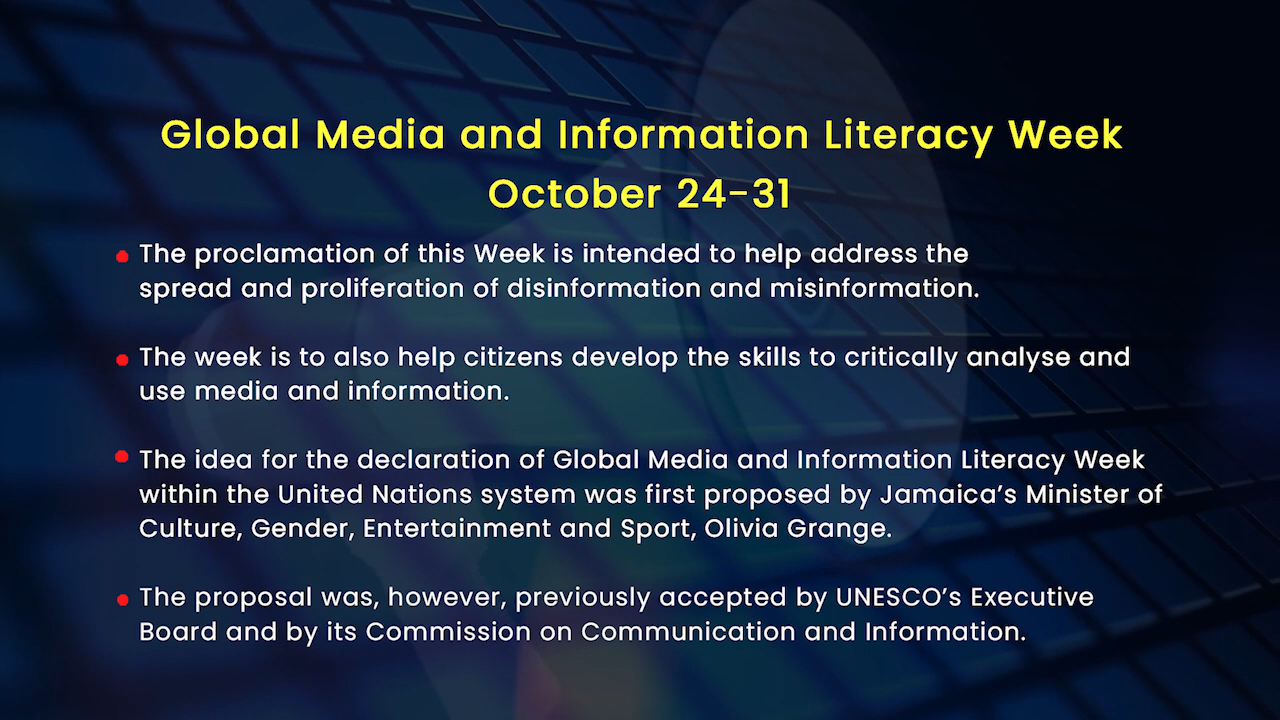 Global Media and Information Literacy Week
October 24-31
The proclamation of this Week is intended to help address the
spread and proliferation of disinformation and misinformation.
The week is to also help citizens develop the skills to critically analyse and
use media and information.
The idea for the declaration of Global Media and Information Literacy Week
within the United Nations system was first proposed by Jamaica's Minister of
Culture, Gender, Entertainment and Sport, Olivia Grange.
The proposal was, however, previously accepted by UNESCO's Executive
Board and by its Commission on Communication and Information.